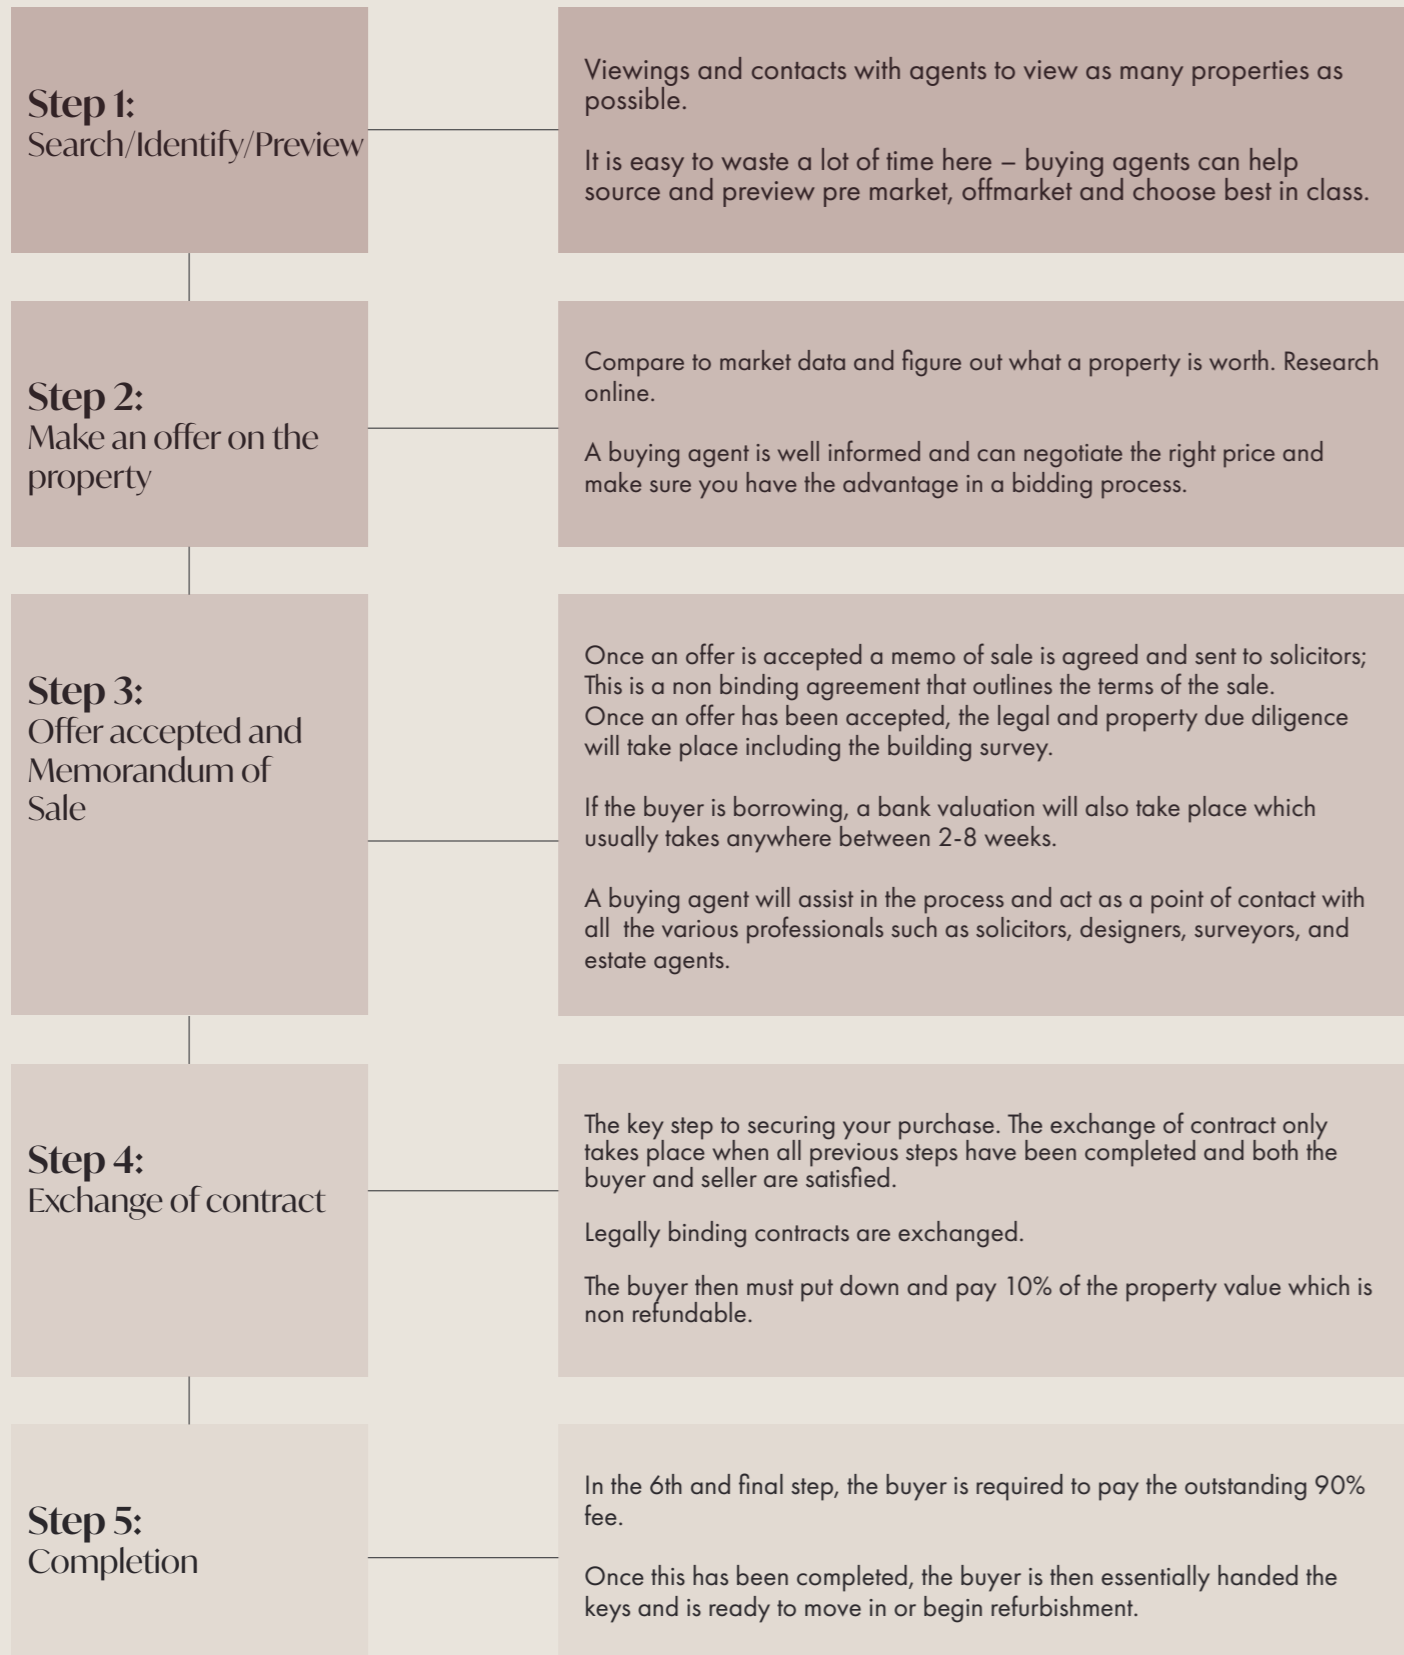 Step 1:
Search/Identify/Preview
Viewings and contacts with agents to view as many properties as
possible.
It is easy to waste a lot of time here – buying agents can help
source and preview pre market, offmarket and choose best in class.
Step 2:
Make an offer on the
property
Compare to market data and figure out what a property is worth. Research
online.
A buying agent is well informed and can negotiate the right price and
make sure you have the advantage in a bidding process.
Step 3:
Offer accepted and
Memorandum of
Sale
Once an offer is accepted a memo of sale is agreed and sent to solicitors;
This is a non binding agreement that outlines the terms of the sale.
Once an offer has been accepted, the legal and property due diligence
will take place including the building survey.
If the buyer is borrowing, a bank valuation will also take place which
usually takes anywhere between 2-8 weeks.
A buying agent will assist in the process and act as a point of contact with
all  the various professionals such as solicitors, designers, surveyors, and
estate agents.
Step 4:
Exchange of contract
The key step to securing your purchase. The exchange of contract only
takes place when all previous steps have been completed and both the
buyer and seller are satisfied.
Legally binding contracts are exchanged.
The buyer then must put down and pay 10% of the property value which is
non refundable.
Step 5:
Completion
In the 6th and final step, the buyer is required to pay the outstanding 90%
fee.
Once this has been completed, the buyer is then essentially handed the
keys and is ready to move in or begin refurbishment.